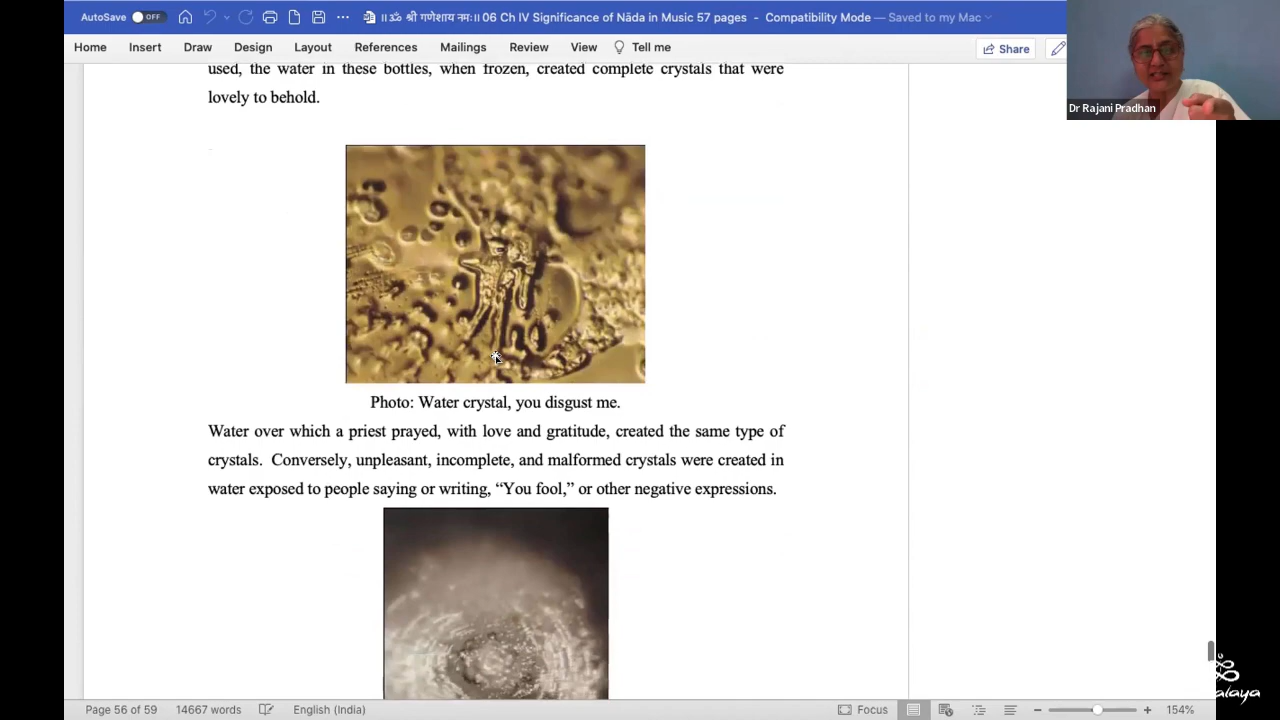 AutoSave OFF
॥ॐ श्री गणेशाय नमः॥ 06 Ch IV Significance of Nāda in Music 57 pages - Compatibility Mode — Saved to my Mac
Home Insert Draw Design Layout References Mailings Review View Tell me
Share
Dr Rajani Pradhan
used, the water in these bottles, when frozen, created complete crystals that were
lovely to behold.
Photo: Water crystal, you disgust me.
Water over which a priest prayed, with love and gratitude, created the same type of
crystals. Conversely, unpleasant, incomplete, and malformed crystals were created in
water exposed to people saying or writing, “You fool,” or other negative expressions.
Page 56 of 59 14667 words English (India) Focus 154%